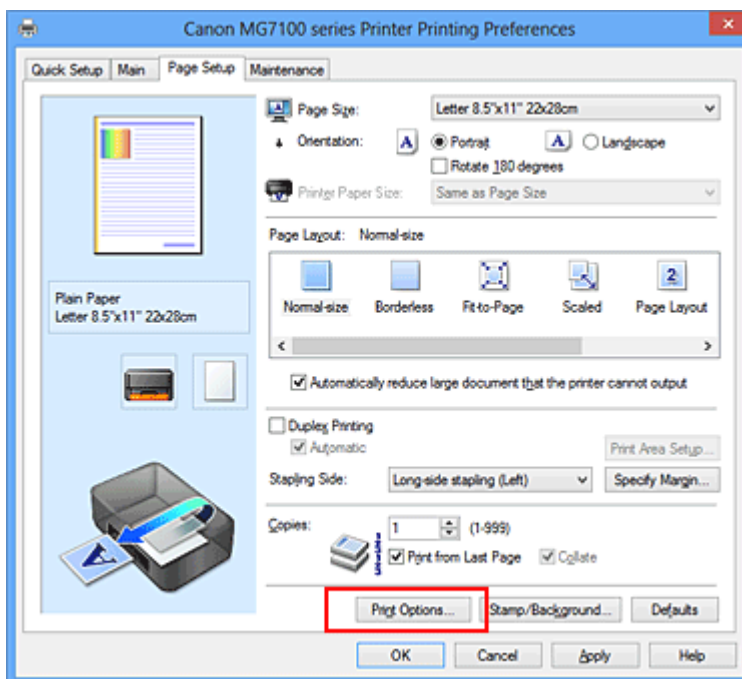 Canon MG7100 series Printer Printing Preferences
Quick Setup Main Page Setup Maintenance
Page Size: Letter 8.5"x11" 22x28cm
Orientation: A Portrait A Landscape
Rotate 180 degrees
Printer Paper Size: Same as Page Size
Page Layout: Normal-size
Normal-size Borderless Fit-to-Page Scaled Page Layout
Plain Paper
Letter 8.5"x11" 22x28cm
Automatically reduce large document that the printer cannot output
Duplex Printing
Automatic Print Area Setup...
Stapling Side: Long-side stapling (Left) Specify Margin...
Copies: 1 (1-999)
Print from Last Page Collate
Print Options... Stamp/Background... Defaults
OK Cancel Apply Help